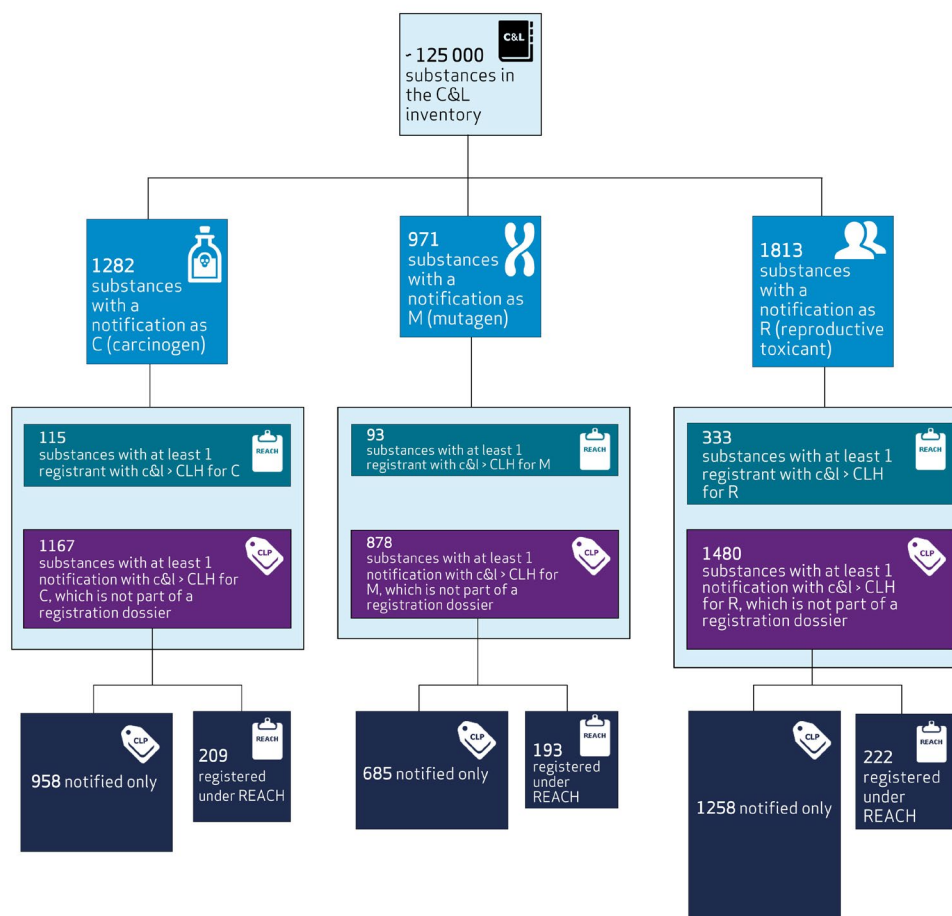 C&L
~ 125 000
substances in
the C&L
inventory
1282
substances
with a
notification as
C (carcinogen)
971
substances
with a
notification as
M (mutagen)
1813
substances
with a
notification as
R (reproductive
toxicant)
115
substances with at least 1
registrant with c&l > CLH for C
REACH
1167
substances with at least 1
notification with c&l > CLH for
C, which is not part of a
registration dossier
CLP
93
substances with at least 1
registrant with c&l > CLH for M
REACH
878
substances with at least 1
notification with c&l > CLH for
M, which is not part of a
registration dossier
CLP
333
substances with at least 1
registrant with c&l > CLH
for R
REACH
1480
substances with at least 1
notification with c&l > CLH
for R, which is not part of a
registration dossier
CLP
CLP
958 notified only
REACH
209
registered
under REACH
CLP
685 notified only
REACH
193
registered
under
REACH
CLP
1258 notified only
REACH
222
registered
under
REACH